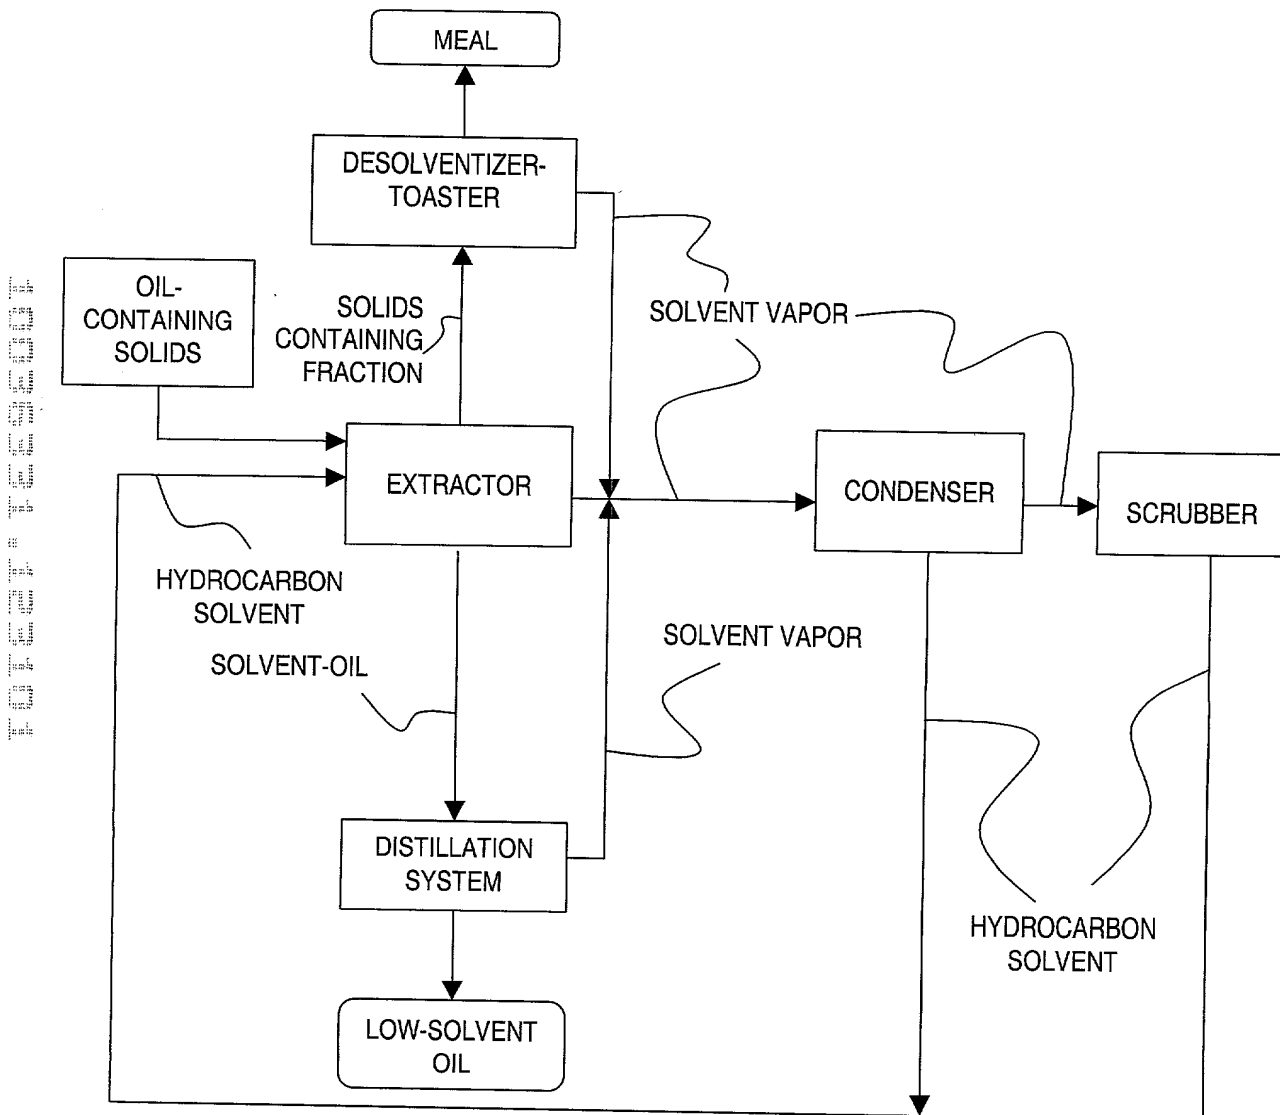 MEAL
DESOLVENTIZER-
TOASTER
OIL-
CONTAINING
SOLIDS
SOLIDS
CONTAINING
FRACTION
SOLVENT VAPOR
EXTRACTOR
CONDENSER
SCRUBBER
HYDROCARBON
SOLVENT
SOLVENT-OIL
SOLVENT VAPOR
DISTILLATION
SYSTEM
HYDROCARBON
SOLVENT
LOW-SOLVENT
OIL